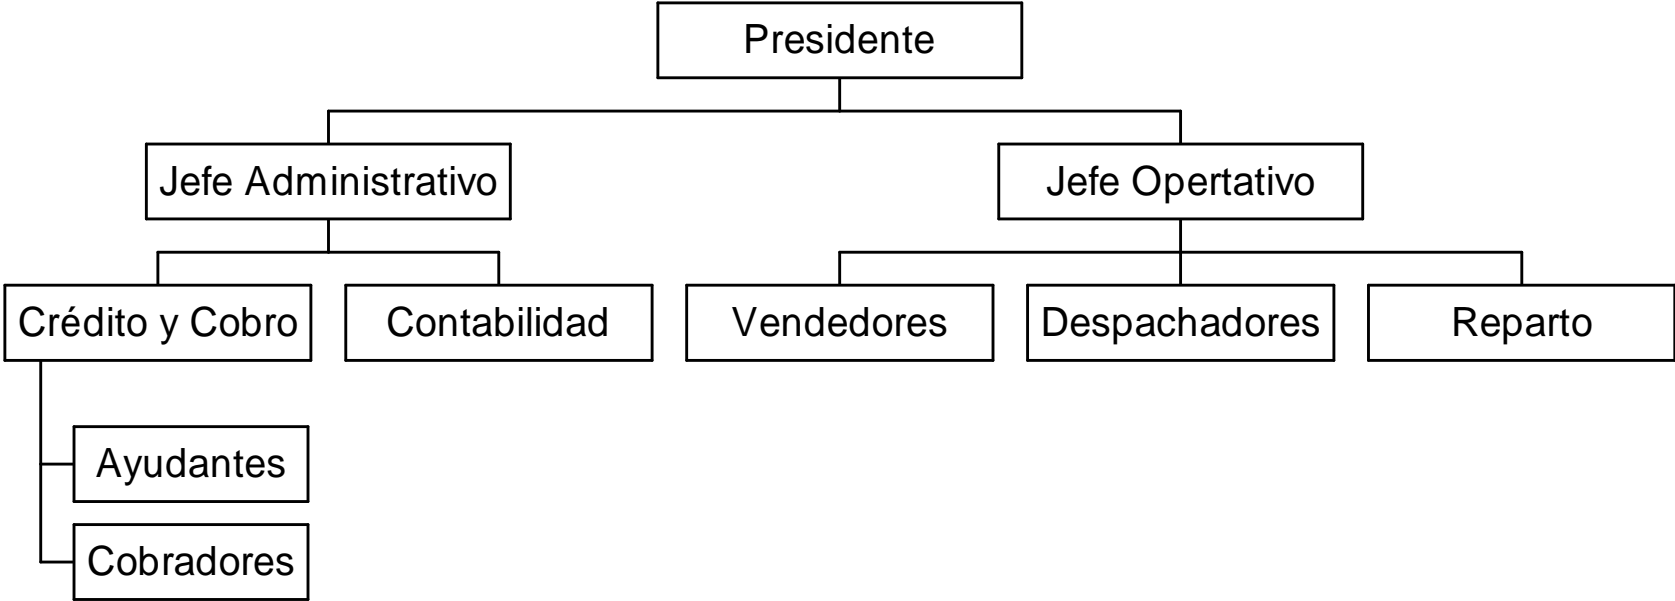 Presidente
Jefe Administrativo
Jefe Opertativo
Crédito y Cobro
Contabilidad
Vendedores
Despachadores
Reparto
Ayudantes
Cobradores